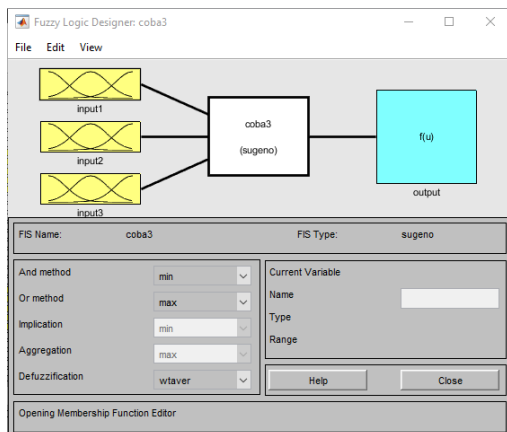 Fuzzy Logic Designer: coba3
File Edit View
input1
input2
input3
coba3
(sugeno)
f(u)
output
FIS Name: coba3 FIS Type: sugeno
And method min
Or method max
Implication min
Aggregation max
Defuzzification wtaver
Current Variable
Name
Type
Range
Help Close
Opening Membership Function Editor